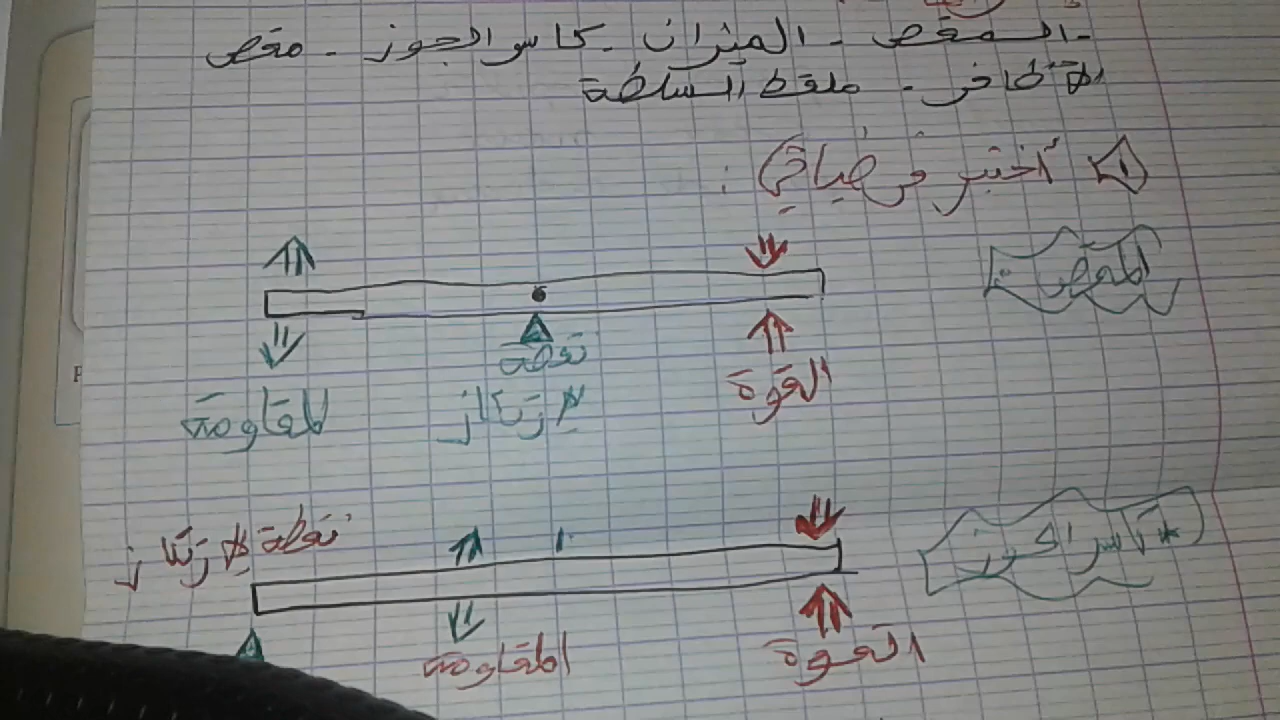 - المقص - الميزان - كاسر الجوز - مقص
الأظافر - ملقط السلطة
1 أختبر فرضياتي :
المقص :
المقاومة
نقطة
الإرتكاز
القوة
* كاسر الجوز
نقطة الإرتكاز
المقاومة
القوة